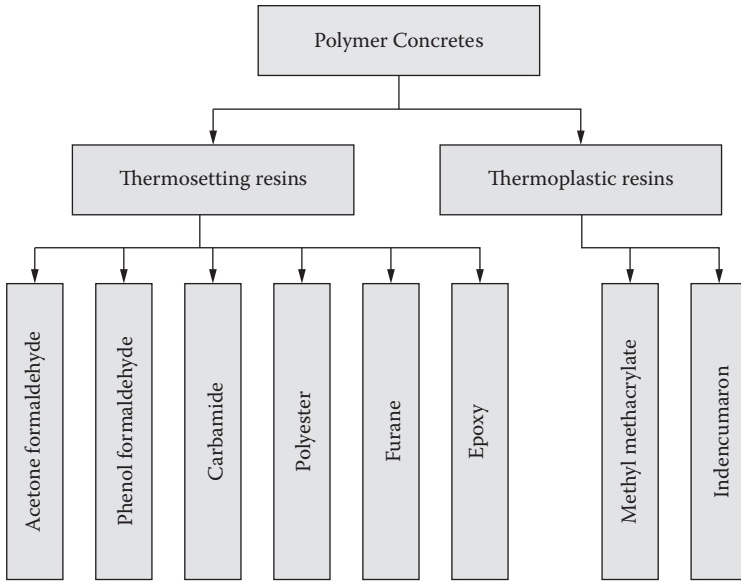 Polymer Concretes
Thermosetting resins
Thermoplastic resins
Acetone formaldehyde
Phenol formaldehyde
Carbamide
Polyester
Furane
Epoxy
Methyl methacrylate
Indencumaron